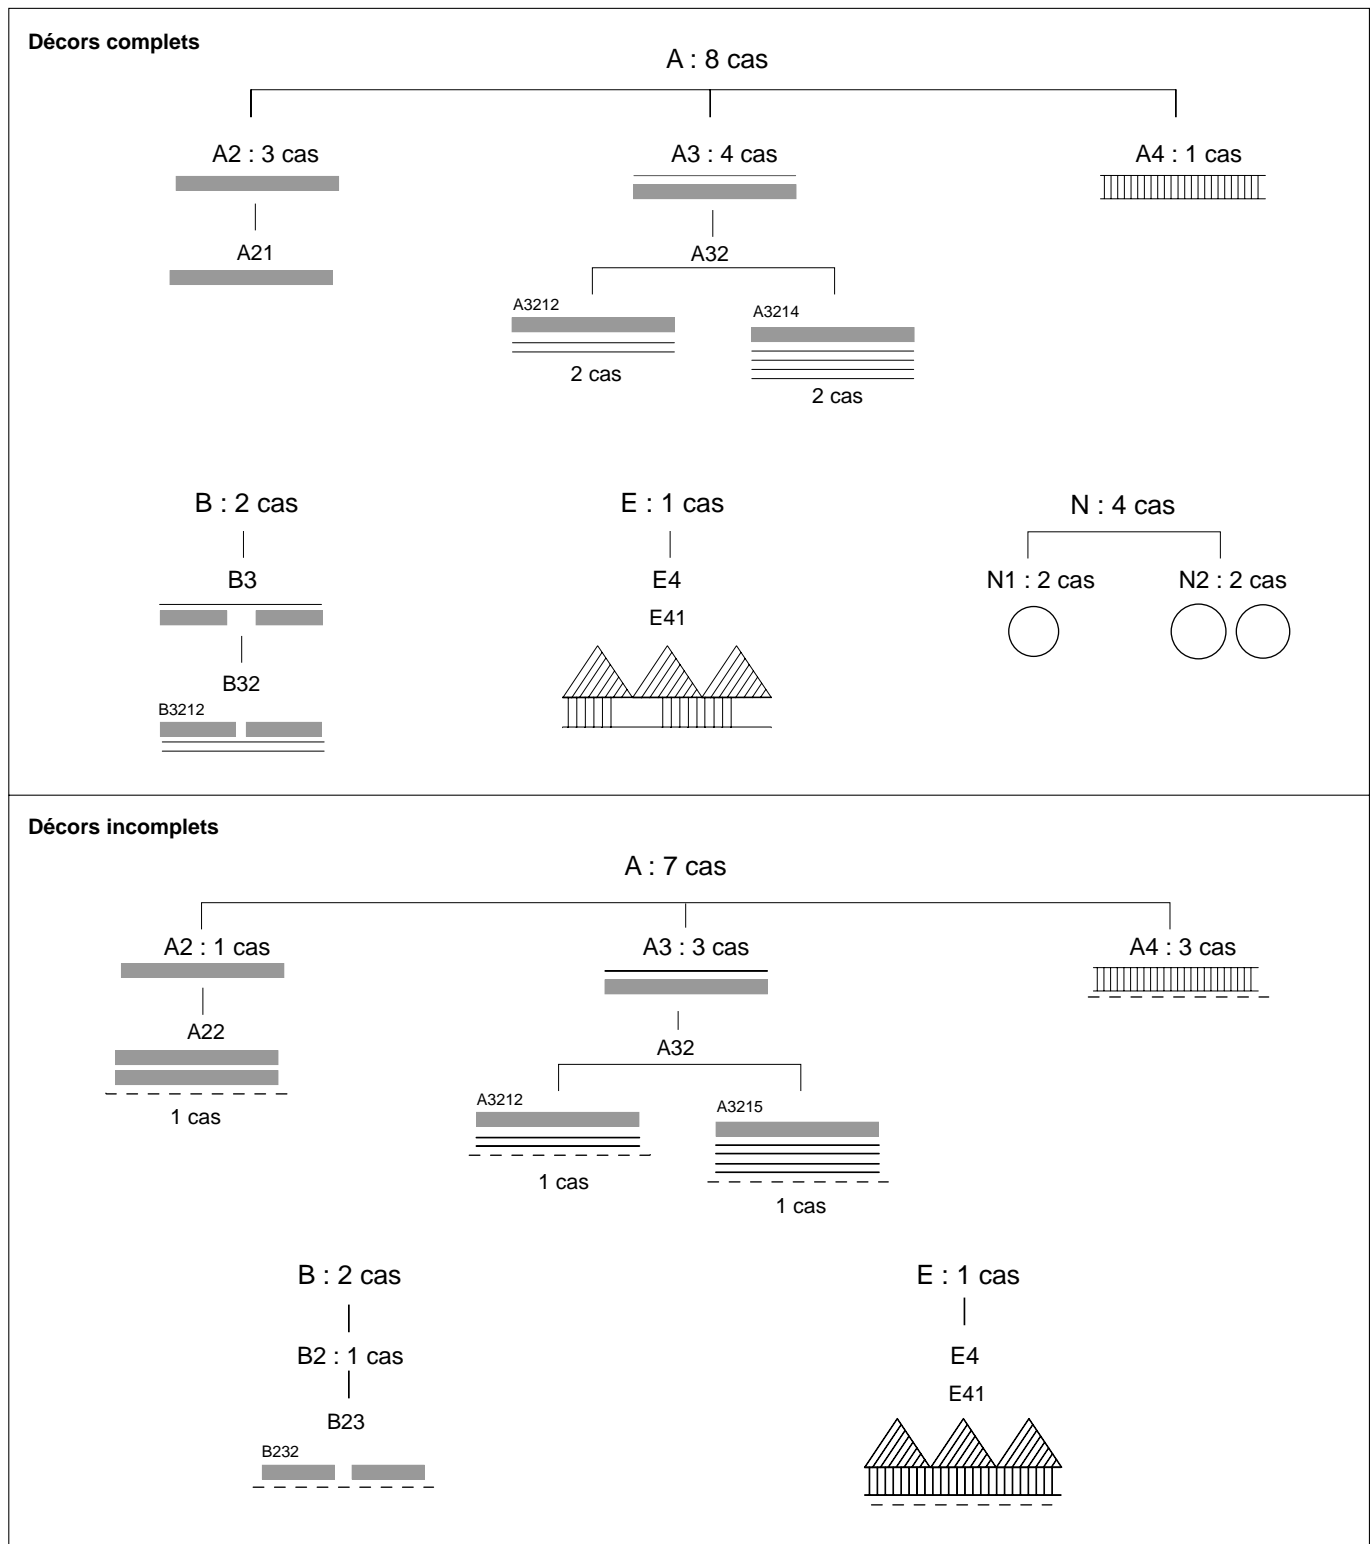 Décors complets
A : 8 cas
A2 : 3 cas
A3 : 4 cas
A4 : 1 cas
A21
A32
A3212
A3214
2 cas
2 cas
B : 2 cas
E : 1 cas
N : 4 cas
B3
E4
N1 : 2 cas
N2 : 2 cas
E41
B32
B3212
Décors incomplets
A : 7 cas
A2 : 1 cas
A3 : 3 cas
A4 : 3 cas
A22
A32
A3212
A3215
1 cas
1 cas
1 cas
B : 2 cas
E : 1 cas
B2 : 1 cas
E4
E41
B23
B232